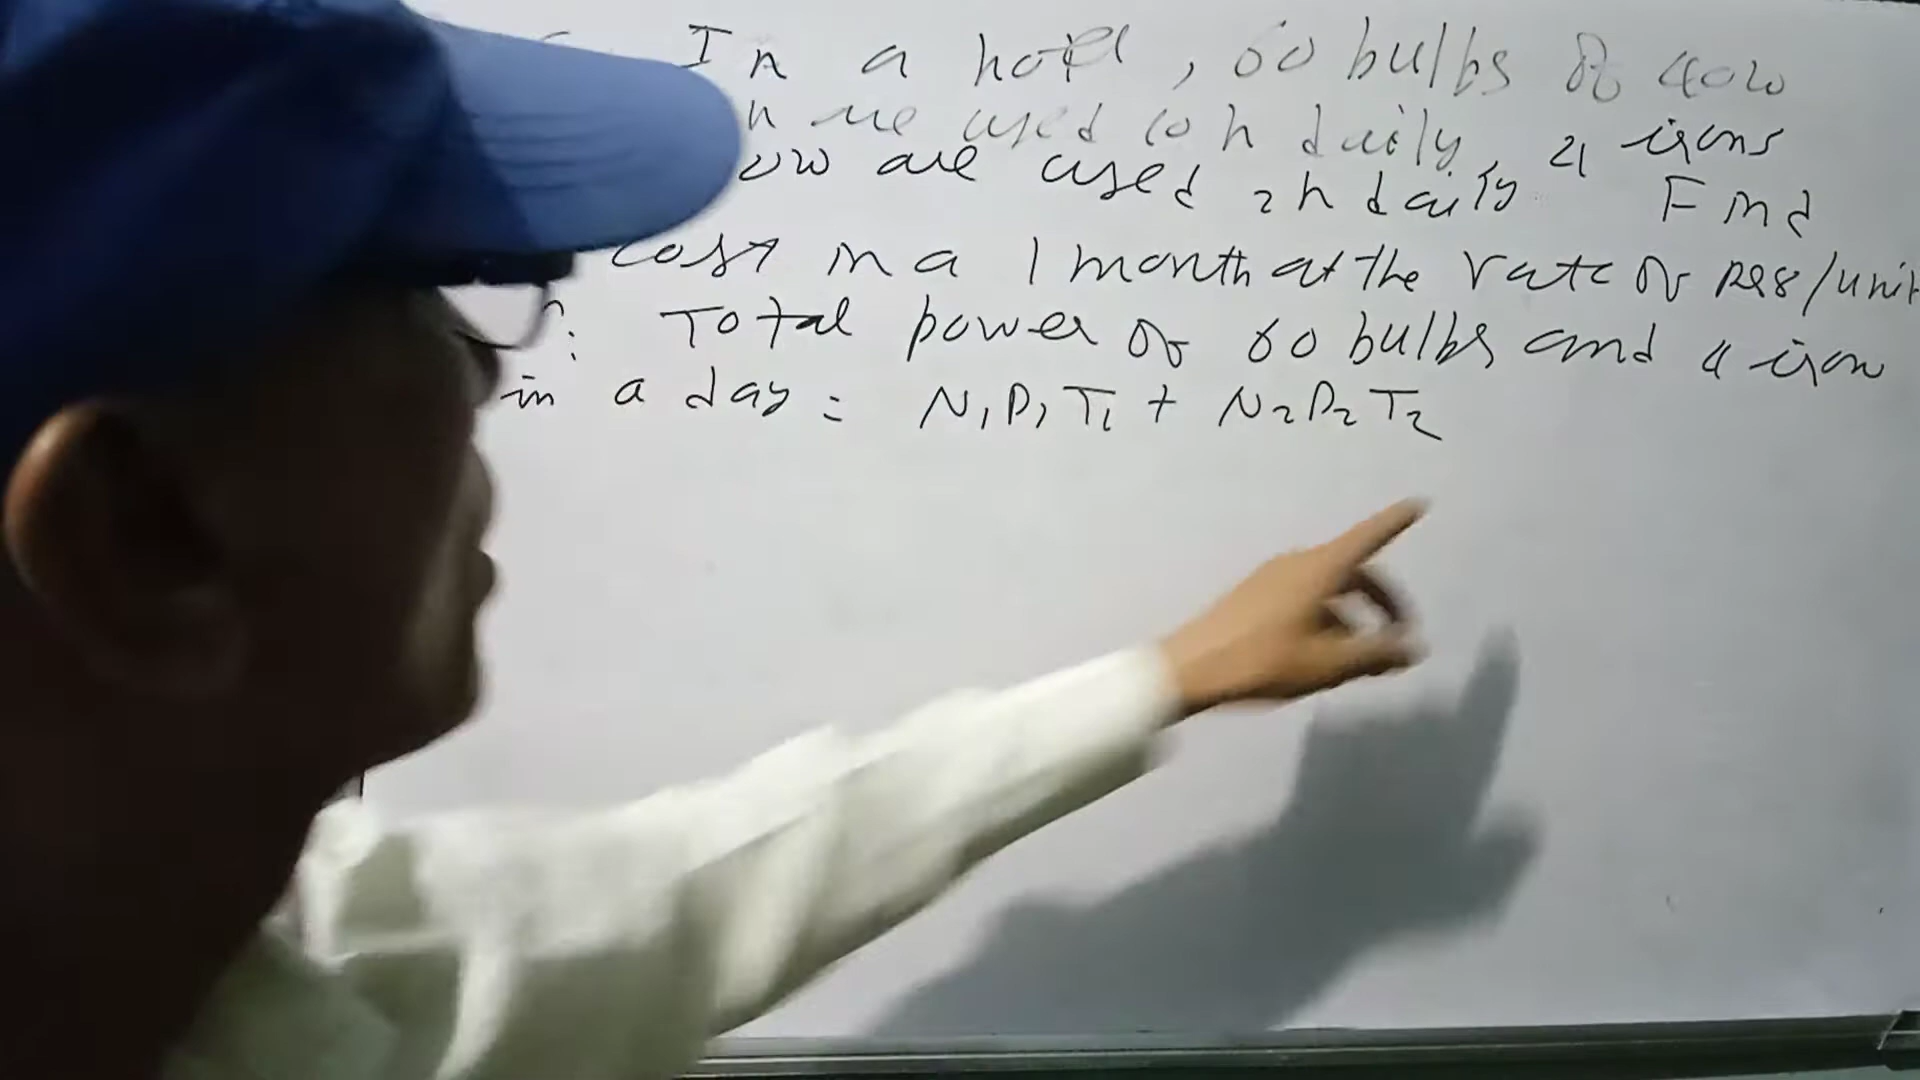 In a hotel, 60 bulbs of 40w
are used 10 h daily, 4 irons
are used 2h daily Find
cost in a 1 month at the rate of Rs8/unit
: Total power of 60 bulbs and 4 iron
in a day = N₁P₁T₁ + N₂P₂T₂